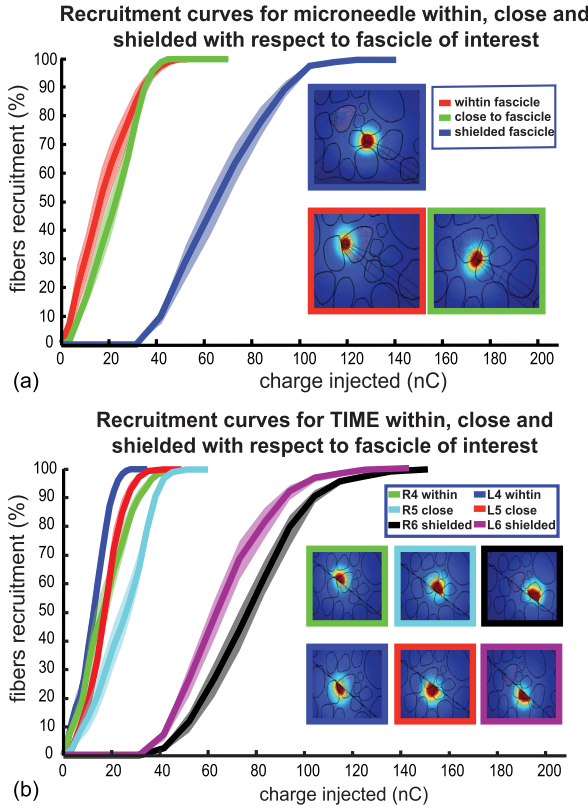 Recruitment curves for microneedle within, close and
shielded with respect to fascicle of interest
fibers recruitment (%)
100
90
80
70
60
50
40
30
20
10
0
0 20 40 60 80 100 120 140 160 180 200
charge injected (nC)
wihtin fascicle
close to fascicle
shielded fascicle
(a)
Recruitment curves for TIME within, close and
shielded with respect to fascicle of interest
fibers recruitment (%)
100
90
80
70
60
50
40
30
20
10
0
0 20 40 60 80 100 120 140 160 180 200
charge injected (nC)
R4 wihtin L4 wihtin
R5 close L5 close
R6 shielded L6 shielded
(b)